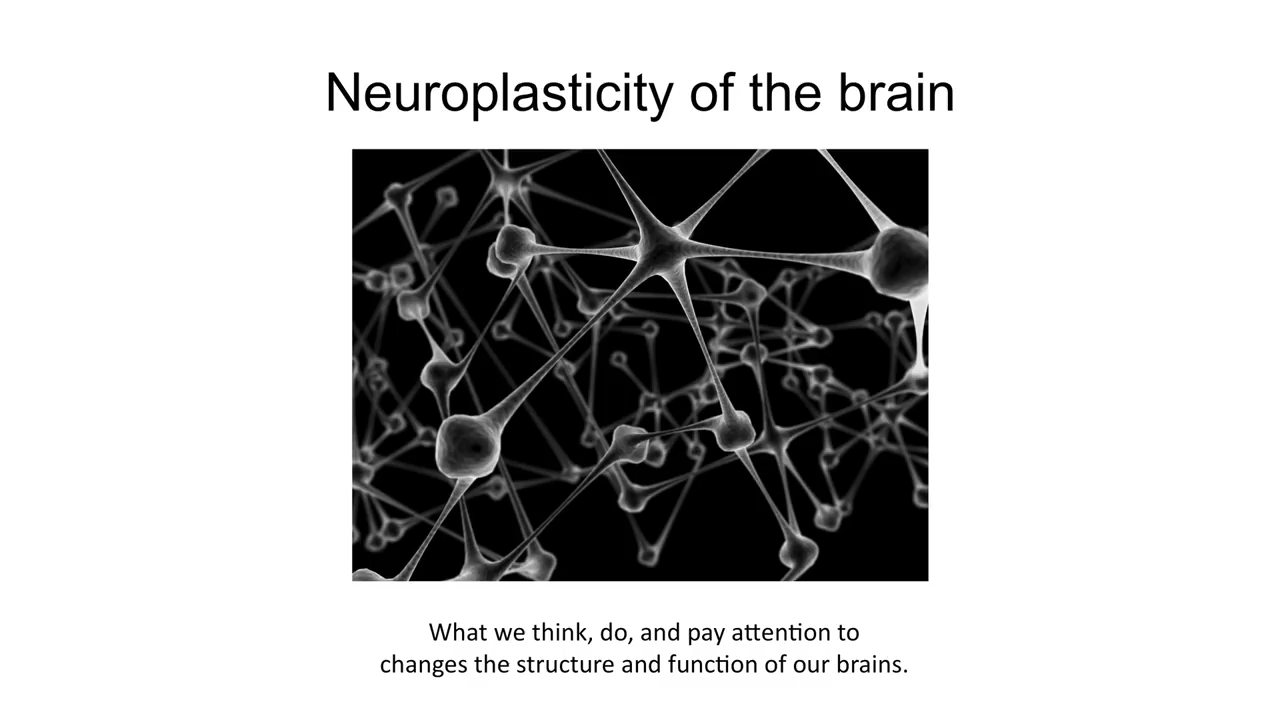 Neuroplasticity of the brain
What we think, do, and pay attention to
changes the structure and function of our brains.